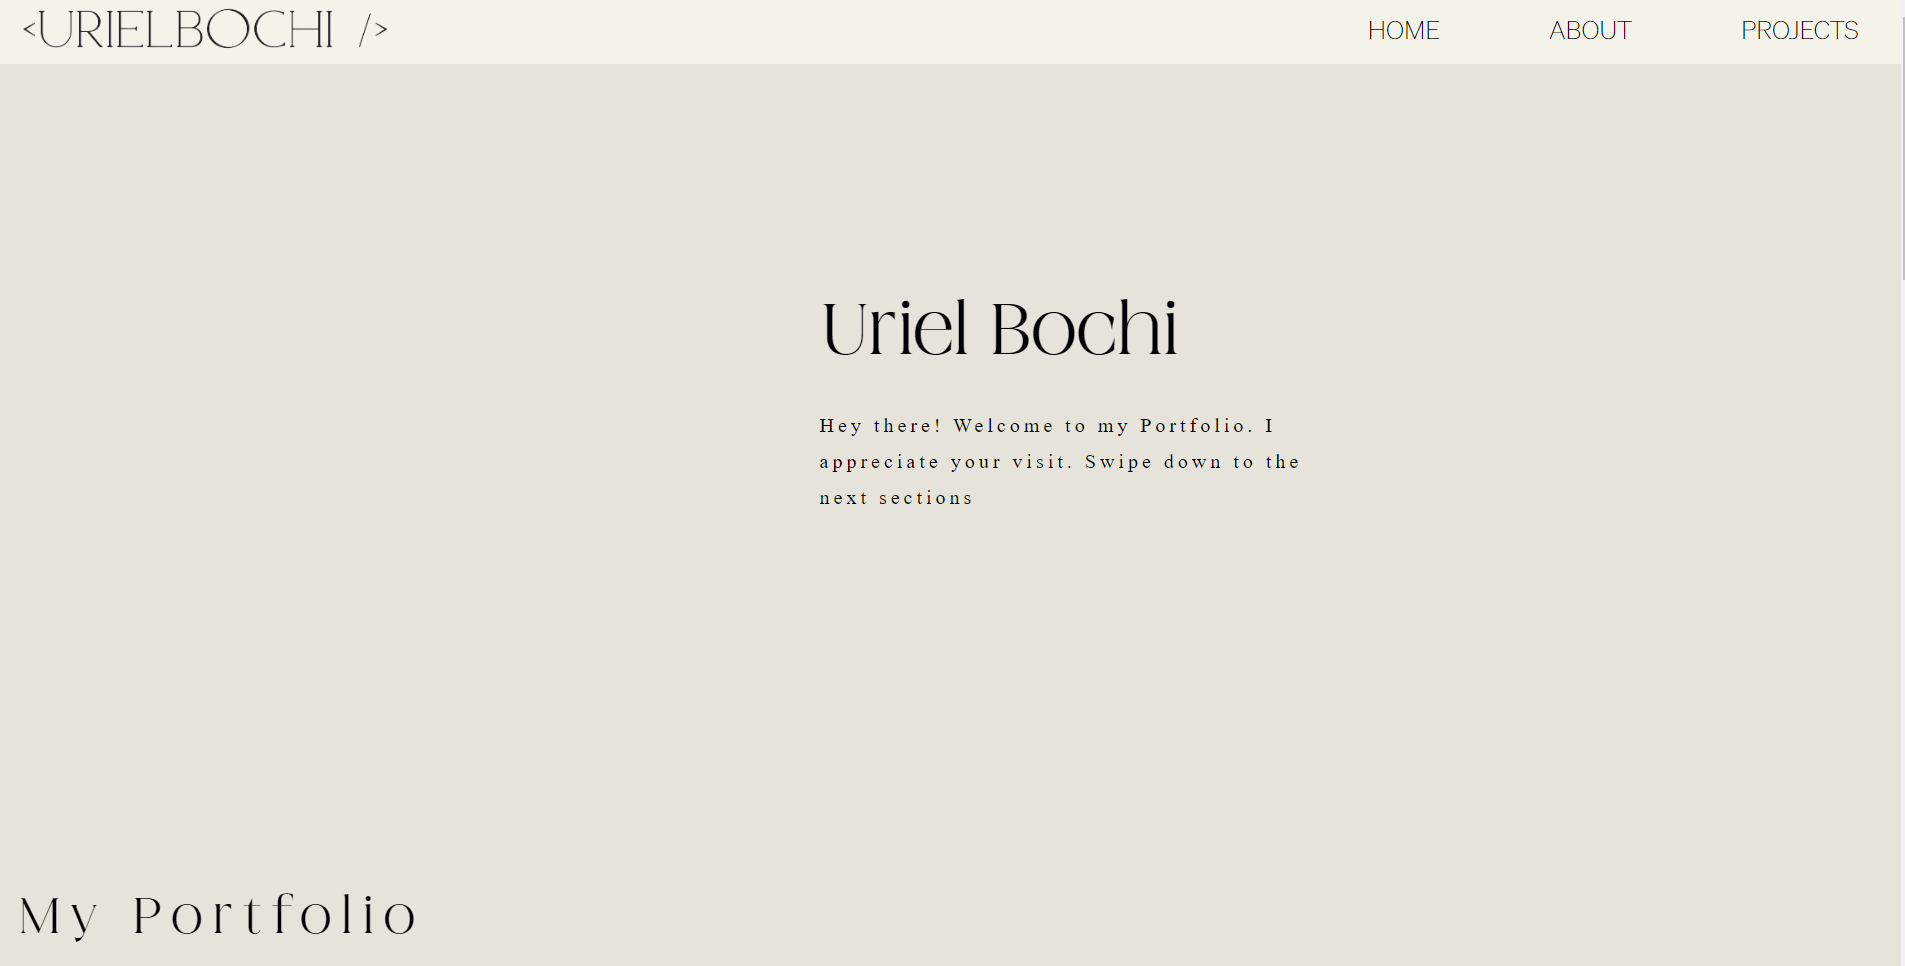 <URIELBOCHI />
HOME ABOUT PROJECTS
Uriel Bochi
Hey there! Welcome to my Portfolio. I
appreciate your visit. Swipe down to the
next sections
My Portfolio